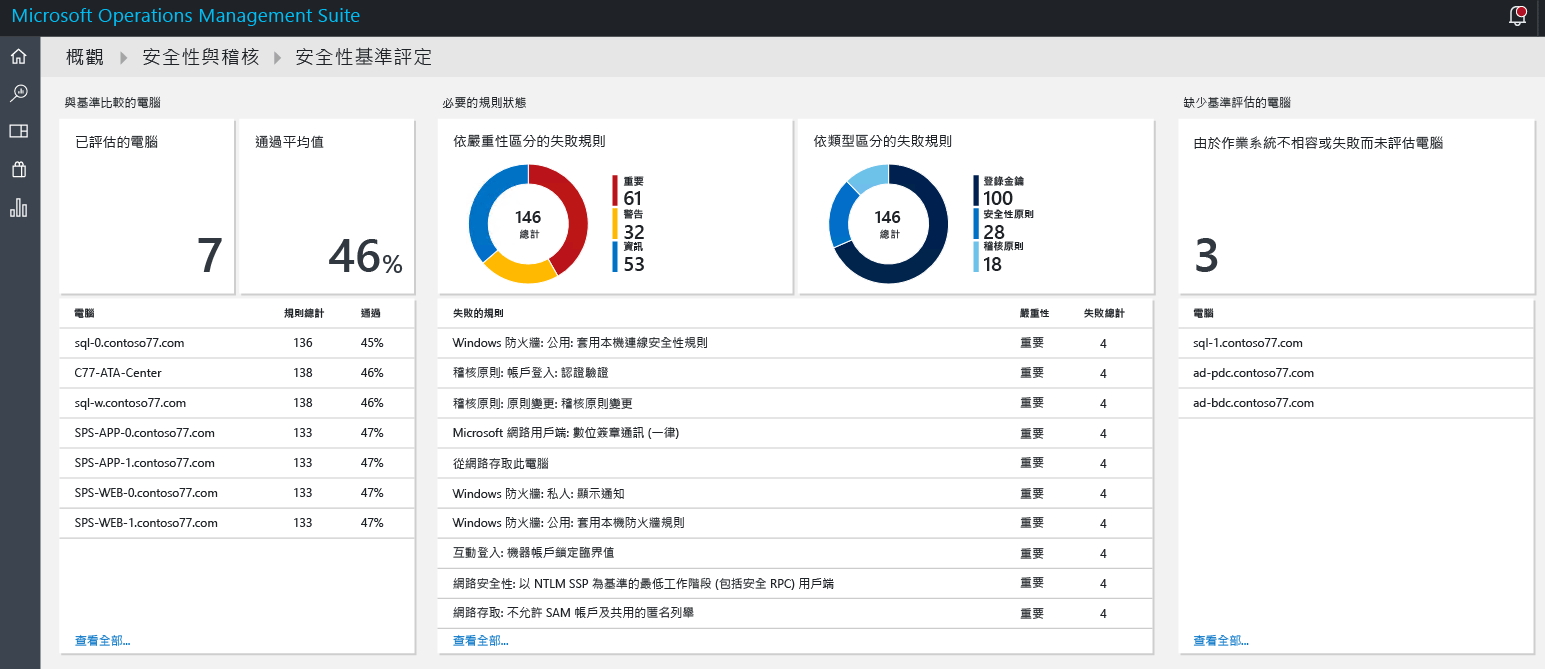 Microsoft Operations Management Suite
概觀 安全性與稽核 安全性基準評定
與基準比較的電腦
已評估的電腦
7
通過平均值
46%
電腦 規則總計 通過
sql-0.contoso77.com 136 45%
C77-ATA-Center 138 46%
sql-w.contoso77.com 138 46%
SPS-APP-0.contoso77.com 133 47%
SPS-APP-1.contoso77.com 133 47%
SPS-WEB-0.contoso77.com 133 47%
SPS-WEB-1.contoso77.com 133 47%
查看全部...
必要的規則狀態
依嚴重性區分的失敗規則
146
總計
重要
61
警告
32
資訊
53
依類型區分的失敗規則
146
總計
登錄金鑰
100
安全性原則
28
稽核原則
18
失敗的規則 嚴重性 失敗總計
Windows 防火牆: 公用: 套用本機連線安全性規則 重要 4
稽核原則: 帳戶登入: 認證驗證 重要 4
稽核原則: 原則變更: 稽核原則變更 重要 4
Microsoft 網路用戶端: 數位簽章通訊 (一律) 重要 4
從網路存取此電腦 重要 4
Windows 防火牆: 私人: 顯示通知 重要 4
Windows 防火牆: 公用: 套用本機防火牆規則 重要 4
互動登入: 機器帳戶鎖定臨界值 重要 4
網路安全性: 以 NTLM SSP 為基準的最低工作階段 (包括安全 RPC) 用戶端 重要 4
網路存取: 不允許 SAM 帳戶及共用的匿名列舉 重要 4
查看全部...
缺少基準評估的電腦
由於作業系統不相容或失敗而未評估電腦
3
電腦
sql-1.contoso77.com
ad-pdc.contoso77.com
ad-bdc.contoso77.com
查看全部...